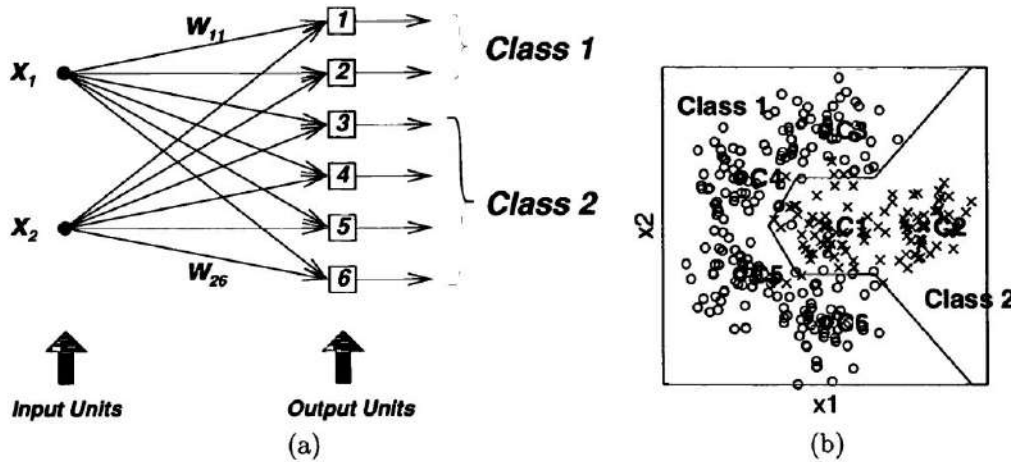 W11
X1
1
2
3
4
5
6
Class 1
Class 2
X2
W26
Input Units
Output Units
(a)
Class 1
C3
C4
C1
C2
C5
C6
Class 2
x2
x1
(b)